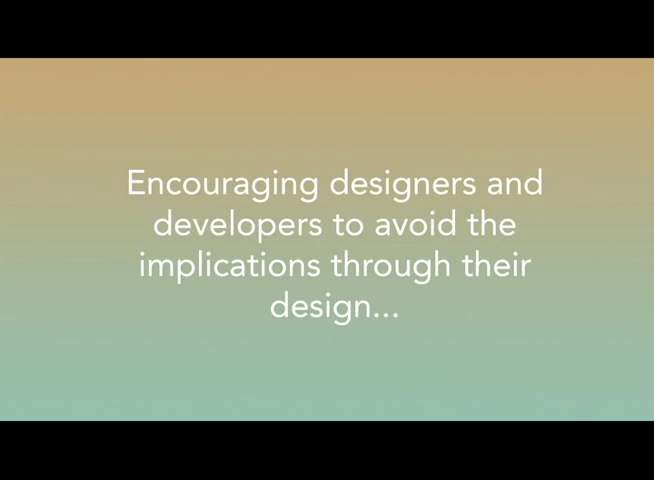 Encouraging designers and
developers to avoid the
implications through their
design...